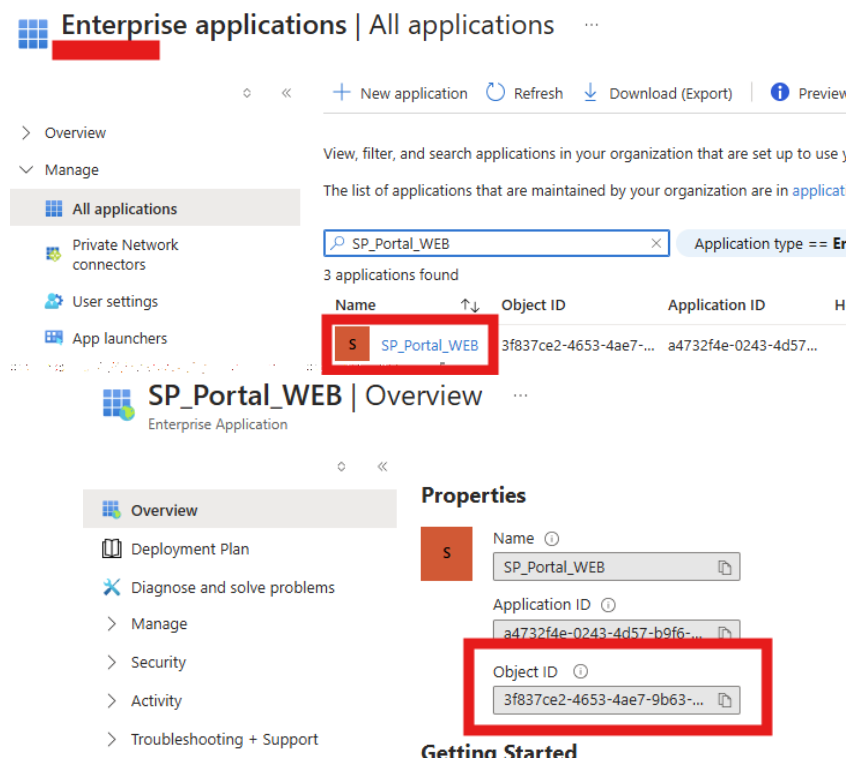 Enterprise applications | All applications ...
«
New application Refresh Download (Export) Preview
Overview
View, filter, and search applications in your organization that are set up to use
Manage
The list of applications that are maintained by your organization are in applicat
All applications
SP_Portal_WEB × Application type == Er
Private Network
connectors
3 applications found
User settings
Name ↑↓ Object ID Application ID H
App launchers
S SP_Portal_WEB 3f837ce2-4653-4ae7-... a4732f4e-0243-4d57...
SP_Portal_WEB | Overview ...
Enterprise Application
«
Properties
Overview
S
Name
SP_Portal_WEB
Deployment Plan
Diagnose and solve problems
Application ID
Manage
a4732f4e-0243-4d57-b9f6-...
Security
Object ID
3f837ce2-4653-4ae7-9b63-...
Activity
Troubleshooting + Support
Getting Started